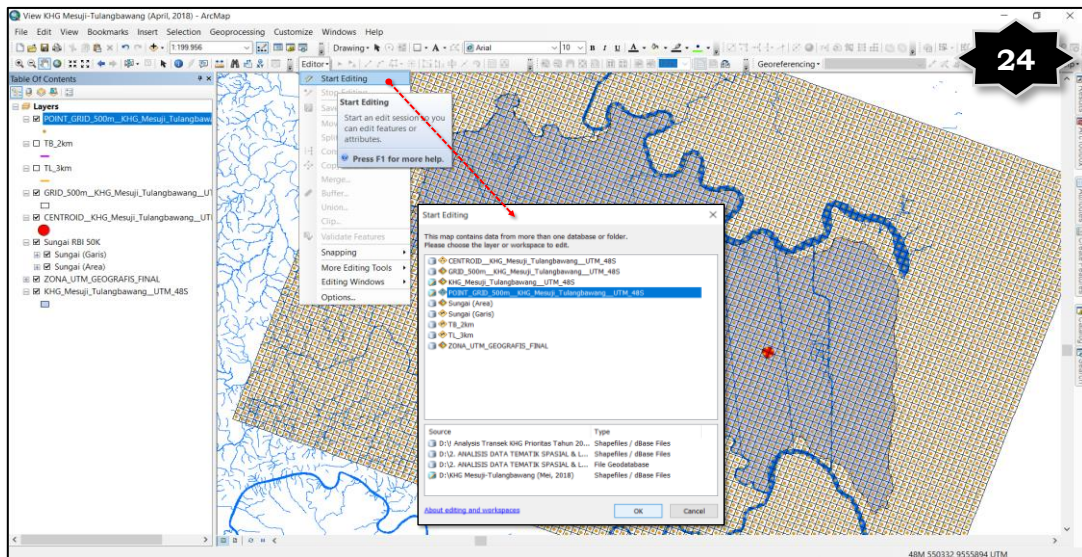 View KHG Mesuji-Tulangbawang (April, 2018) - ArcMap
File Edit View Bookmarks Insert Selection Geoprocessing Customize Windows Help
1:199.956
Drawing
Arial
10
B I U
24
Editor
Georeferencing
Table Of Contents
Layers
POINT_GRID_500m__KHG_Mesuji_Tulangbaw
TB_2km
TL_3km
GRID_500m__KHG_Mesuji_Tulangbawang__UT
CENTROID__KHG_Mesuji_Tulangbawang__UTI
Sungai RBI 50K
Sungai (Garis)
Sungai (Area)
ZONA_UTM_GEOGRAFIS_FINAL
KHG_Mesuji_Tulangbawang__UTM_48S
Start Editing
Stop Editing
Start Editing
Start an edit session so you
can edit features or
attributes.
Press F1 for more help.
Merge...
Buffer...
Union...
Clip...
Validate Features
Snapping
More Editing Tools
Editing Windows
Options...
Start Editing
This map contains data from more than one database or folder.
Please choose the layer or workspace to edit.
CENTROID__KHG_Mesuji_Tulangbawang__UTM_48S
GRID_500m__KHG_Mesuji_Tulangbawang__UTM_48S
KHG_Mesuji_Tulangbawang__UTM_48S
POINT_GRID_500m__KHG_Mesuji_Tulangbawang__UTM_48S
Sungai (Area)
Sungai (Garis)
TB_2km
TL_3km
ZONA_UTM_GEOGRAFIS_FINAL
Source Type
D:\! Analysis Transek KHG Prioritas Tahun 20... Shapefiles / dBase Files
D:\2. ANALISIS DATA TEMATIK SPASIAL & L... Shapefiles / dBase Files
D:\2. ANALISIS DATA TEMATIK SPASIAL & L... File Geodatabase
D:\KHG Mesuji-Tulangbawang (Mei, 2018) Shapefiles / dBase Files
About editing and workspaces
OK Cancel
48M 550332 9555894 UTM